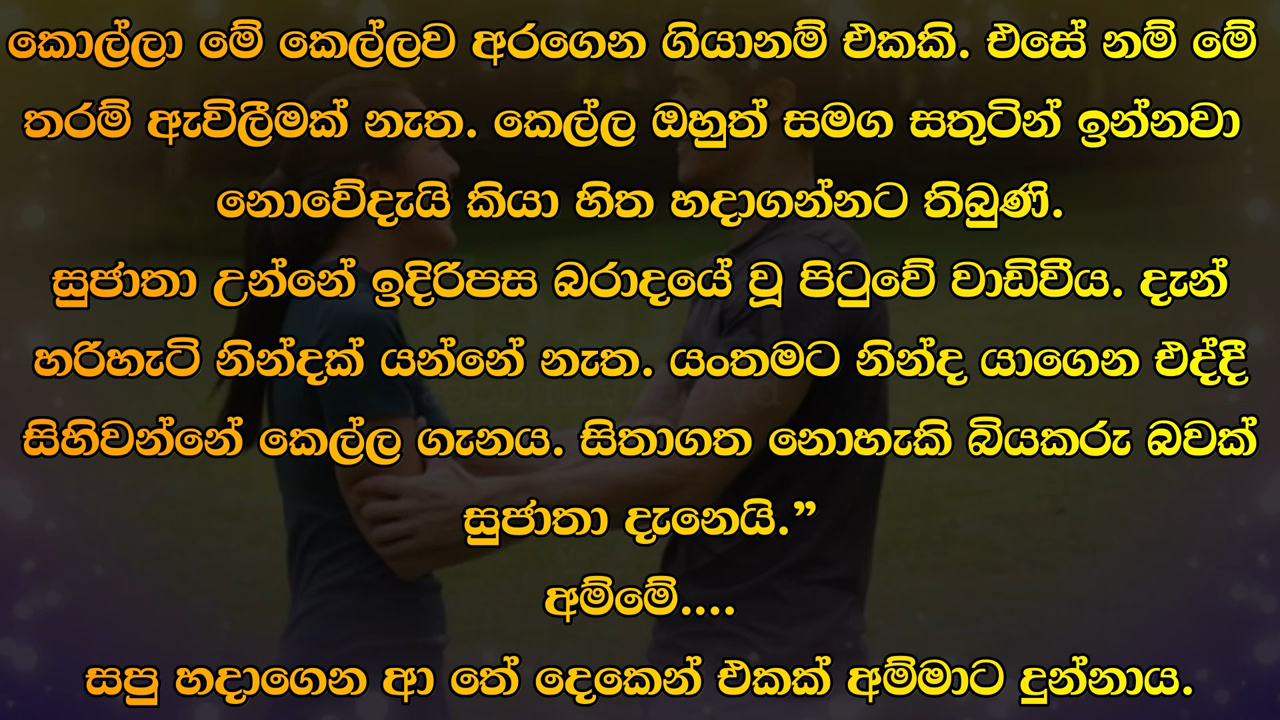 කොල්ලා මේ කෙල්ලව අරගෙන ගියානම් එකකි. එසේ නම් මේ
තරම් ඇවිලීමක් නැත. කෙල්ල ඔහුත් සමග සතුටින් ඉන්නවා
නොවේදැයි කියා හිත හදාගන්නට තිබුණි.
සුජාතා උන්නේ ඉදිරිපස බරාදයේ වූ පිටුවේ වාඩිවීය. දැන්
හරිහැටි නින්දක් යන්නේ නැත. යංතමට නින්ද යාගෙන එද්දී
සිහිවන්නේ කෙල්ල ගැනය. සිතාගත නොහැකි බියකරු බවක්
සුජාතා දැනෙයි.”
අම්මේ....
සපු හදාගෙන ආ තේ දෙකෙන් එකක් අම්මාට දුන්නාය.